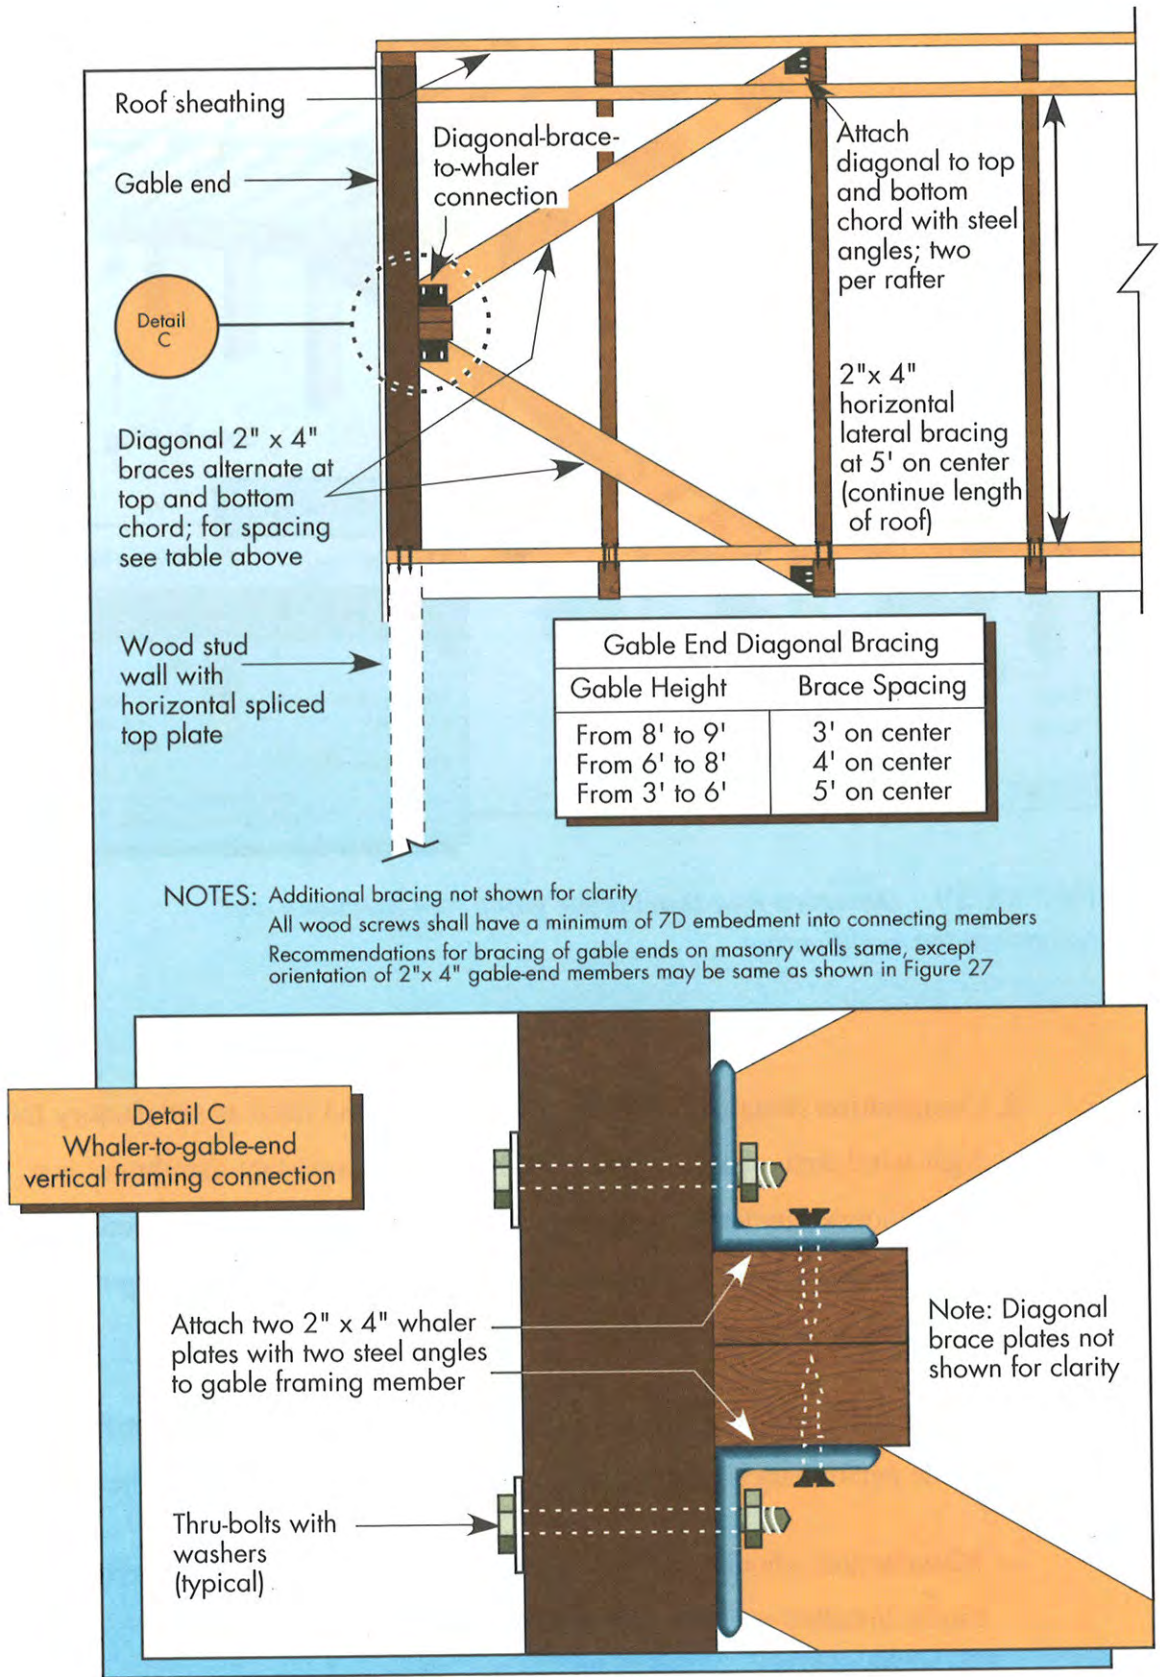 Roof sheathing
Gable end
Diagonal-brace-
to-whaler
connection
Attach
diagonal to top
and bottom
chord with steel
angles; two
per rafter
Detail
C
2"x 4"
horizontal
lateral bracing
at 5' on center
(continue length
of roof)
Diagonal 2" x 4"
braces alternate at
top and bottom
chord; for spacing
see table above
Wood stud
wall with
horizontal spliced
top plate
Gable End Diagonal Bracing
Gable Height Brace Spacing
From 8' to 9' 3' on center
From 6' to 8' 4' on center
From 3' to 6' 5' on center
NOTES: Additional bracing not shown for clarity
All wood screws shall have a minimum of 7D embedment into connecting members
Recommendations for bracing of gable ends on masonry walls same, except
orientation of 2"x 4" gable-end members may be same as shown in Figure 27
Detail C
Whaler-to-gable-end
vertical framing connection
Attach two 2" x 4" whaler
plates with two steel angles
to gable framing member
Note: Diagonal
brace plates not
shown for clarity
Thru-bolts with
washers
(typical)